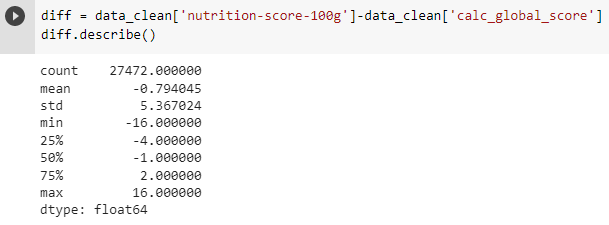 diff = data_clean['nutrition-score-100g']-data_clean['calc_global_score']
diff.describe()
count    27472.000000
mean        -0.794045
std          5.367024
min        -16.000000
25%         -4.000000
50%         -1.000000
75%          2.000000
max         16.000000
dtype: float64